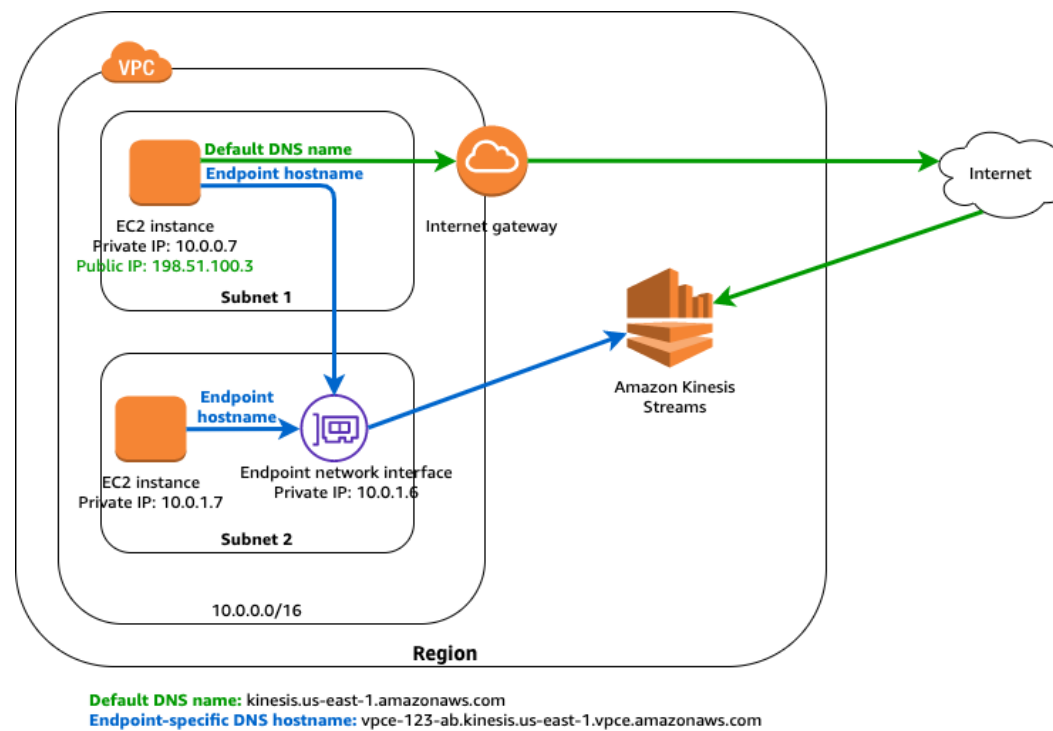 VPC
Default DNS name
Endpoint hostname
EC2 instance
Private IP: 10.0.0.7
Public IP: 198.51.100.3
Subnet 1
Internet gateway
Internet
Amazon Kinesis
Streams
Endpoint
hostname
EC2 instance
Private IP: 10.0.1.7
Endpoint network interface
Private IP: 10.0.1.6
Subnet 2
10.0.0.0/16
Region
Default DNS name: kinesis.us-east-1.amazonaws.com
Endpoint-specific DNS hostname: vpce-123-ab.kinesis.us-east-1.vpce.amazonaws.com